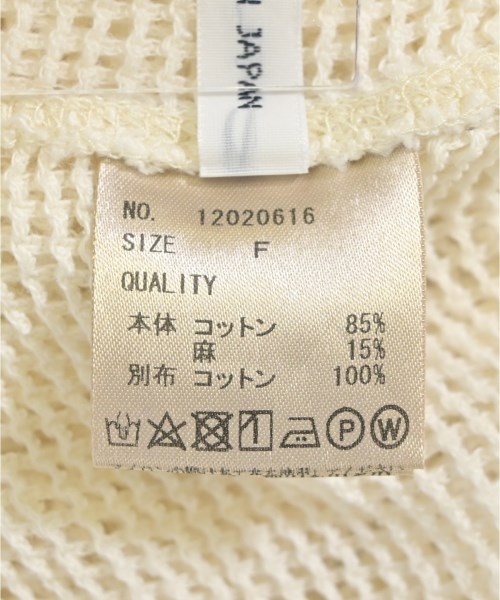 N JAPAN
NO. 12020616
SIZE F
QUALITY
本体 コットン 85%
麻 15%
別布 コットン 100%
P W